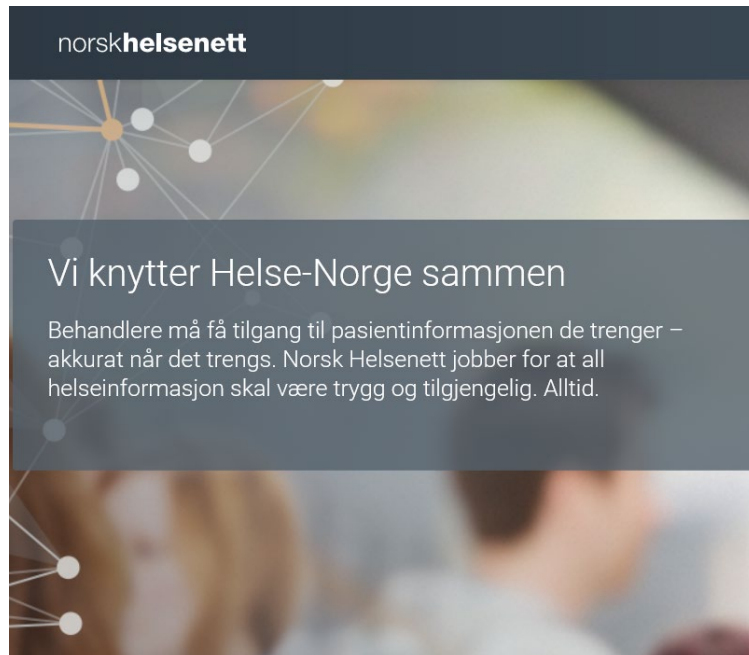 norskhelsenett
Vi knytter Helse-Norge sammen
Behandlere må få tilgang til pasientinformasjonen de trenger –
akkurat når det trengs. Norsk Helsenett jobber for at all
helseinformasjon skal være trygg og tilgjengelig. Alltid.